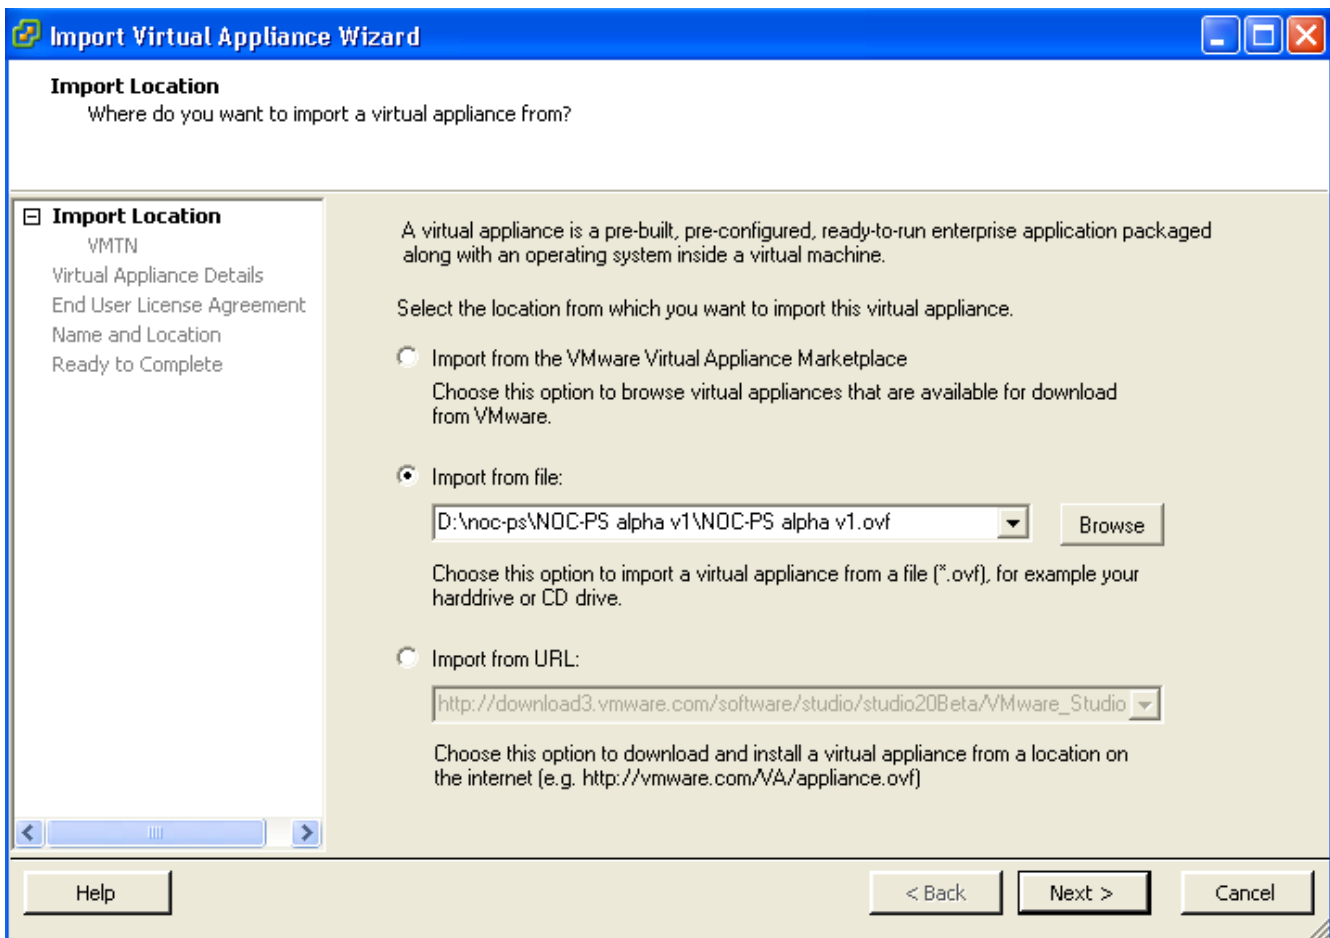 Import Virtual Appliance Wizard
Import Location
Where do you want to import a virtual appliance from?
Import Location
VMTN
Virtual Appliance Details
End User License Agreement
Name and Location
Ready to Complete
A virtual appliance is a pre-built, pre-configured, ready-to-run enterprise application packaged
along with an operating system inside a virtual machine.
Select the location from which you want to import this virtual appliance.
Import from the VMware Virtual Appliance Marketplace
Choose this option to browse virtual appliances that are available for download
from VMware.
Import from file:
D:\noc-ps\NOC-PS alpha v1\NOC-PS alpha v1.ovf
Browse
Choose this option to import a virtual appliance from a file (*.ovf), for example your
harddrive or CD drive.
Import from URL:
http://download3.vmware.com/software/studio/studio20Beta/VMware_Studio
Choose this option to download and install a virtual appliance from a location on
the internet (e.g. http://vmware.com/VA/appliance.ovf)
Help
< Back
Next >
Cancel